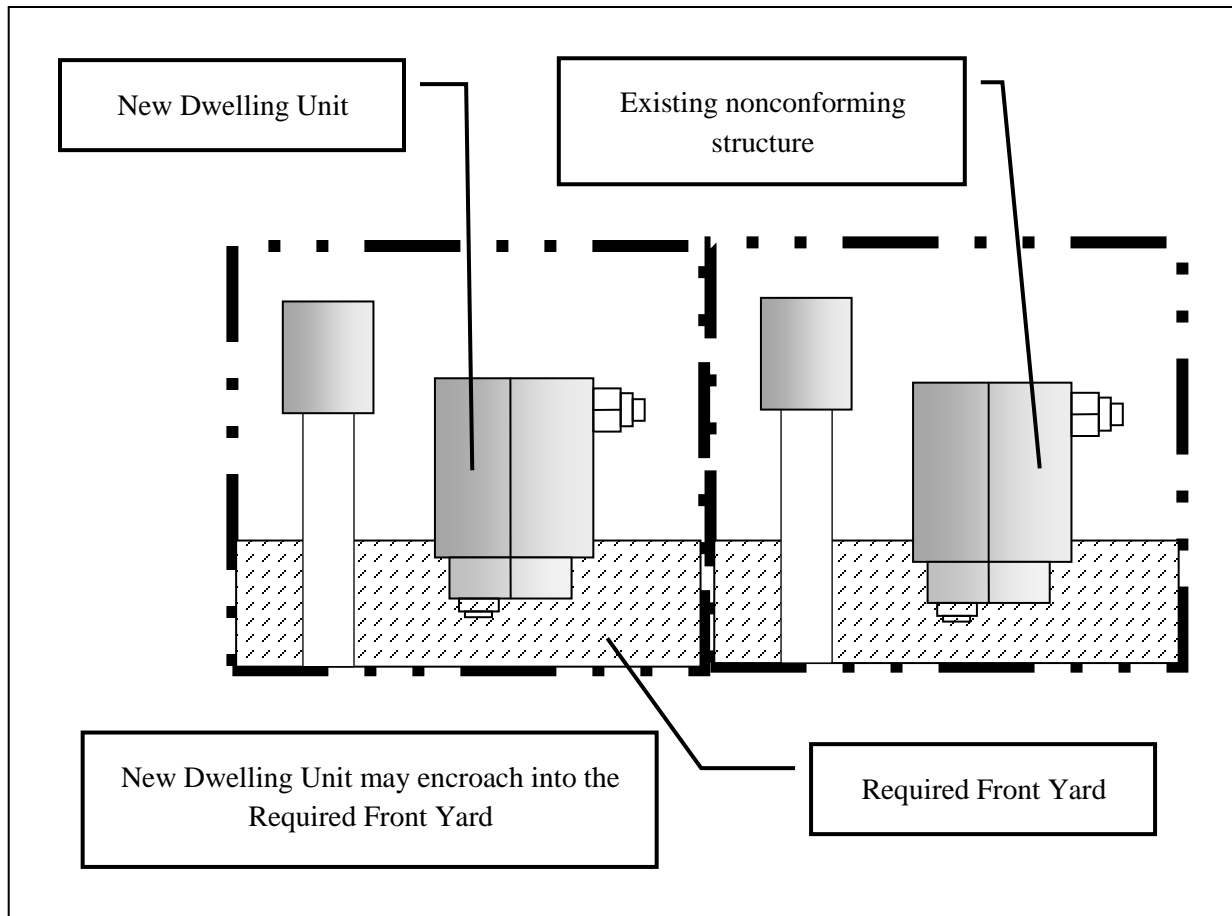 New Dwelling Unit
Existing nonconforming
structure
New Dwelling Unit may encroach into the
Required Front Yard
Required Front Yard